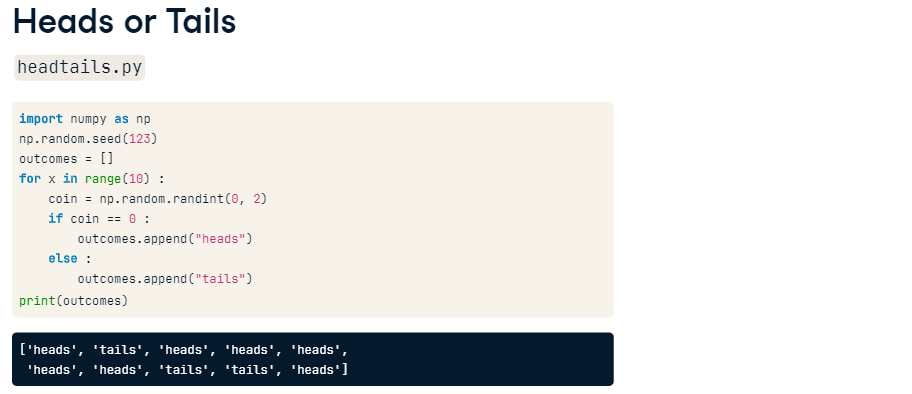 Heads or Tails
headtails.py
import numpy as np
np.random.seed(123)
outcomes = []
for x in range(10) :
    coin = np.random.randint(0, 2)
    if coin == 0 :
        outcomes.append("heads")
    else :
        outcomes.append("tails")
print(outcomes)
['heads', 'tails', 'heads', 'heads', 'heads',
 'heads', 'heads', 'tails', 'tails', 'heads']